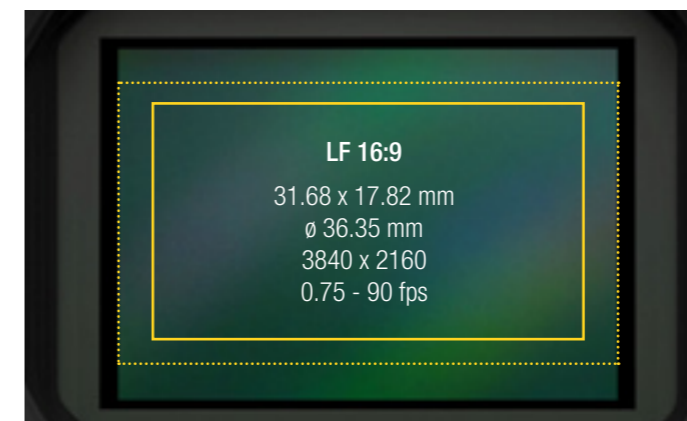 LF 16:9
31.68 x 17.82 mm
ø 36.35 mm
3840 x 2160
0.75 - 90 fps